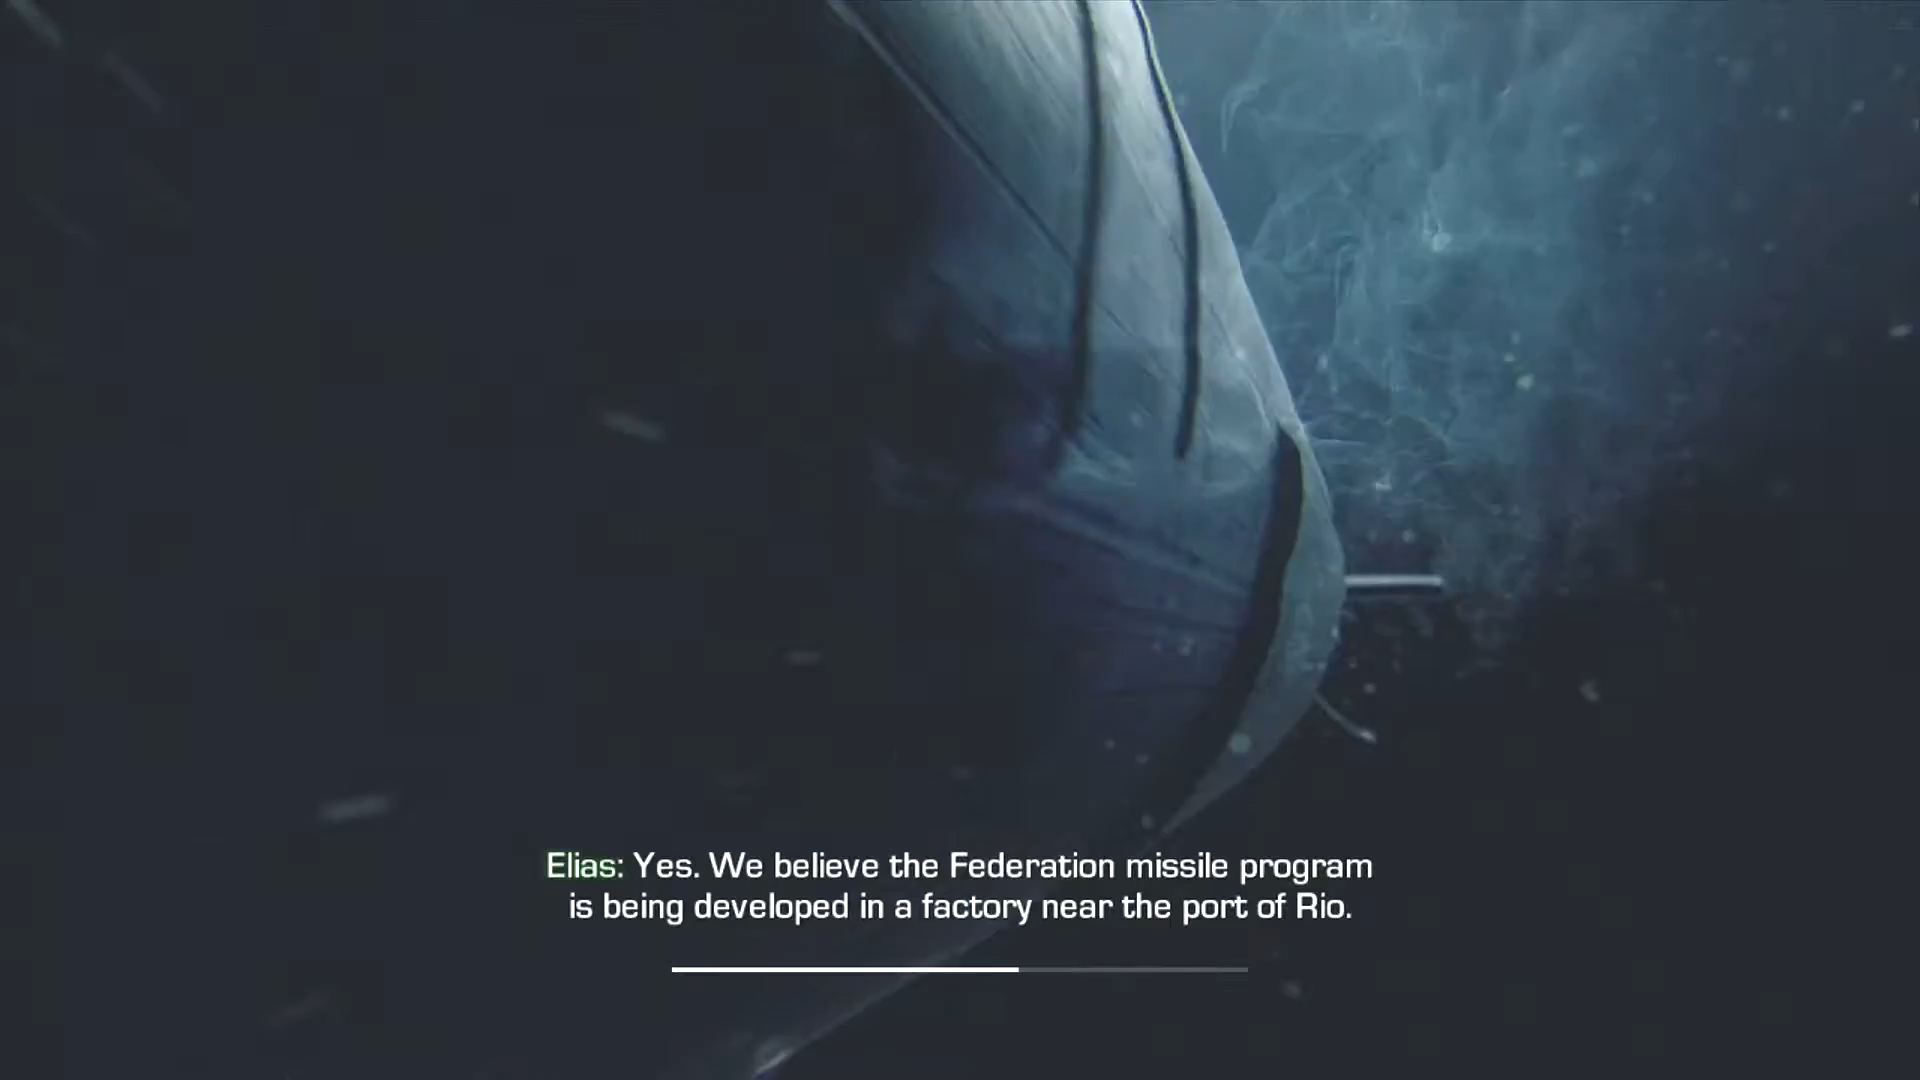 Elias: Yes. We believe the Federation missile program
is being developed in a factory near the port of Rio.